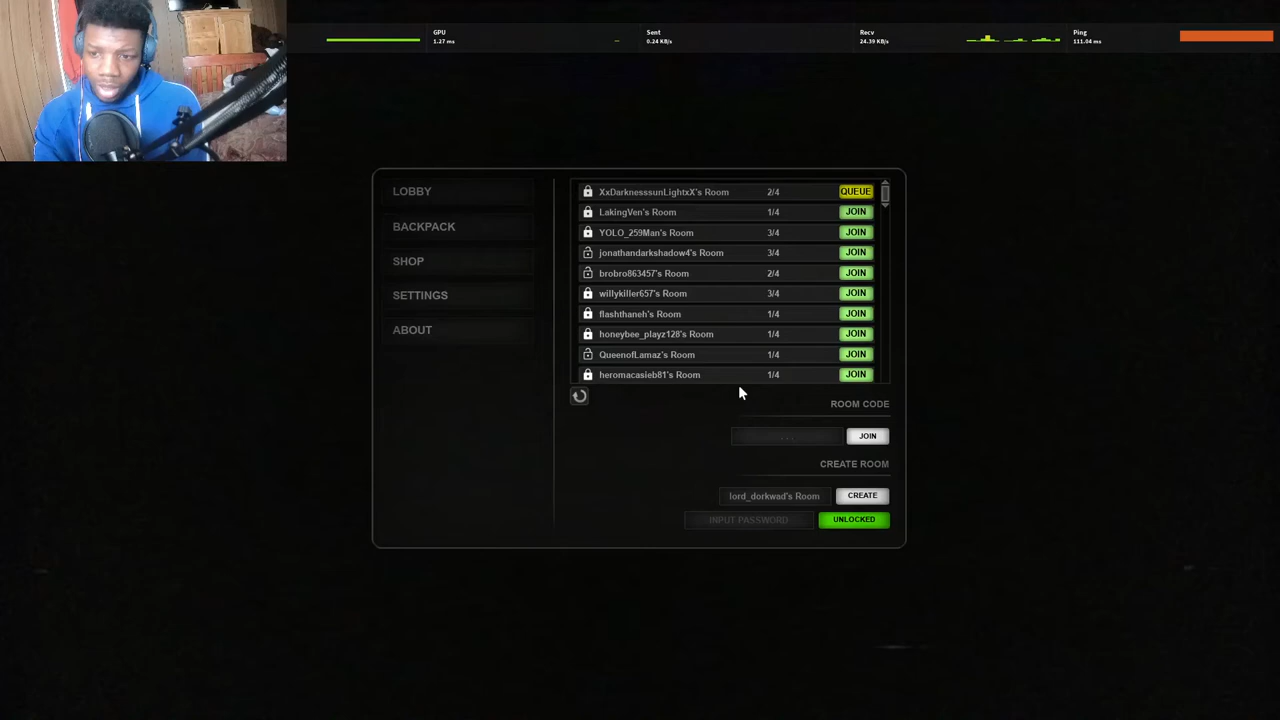 GPU
1.27 ms
Sent
0.24 KB/s
Recv
24.39 KB/s
Ping
111.04 ms
LOBBY
BACKPACK
SHOP
SETTINGS
ABOUT
XxDarknesssunLightxX's Room 2/4 QUEUE
LakingVen's Room 1/4 JOIN
YOLO_259Man's Room 3/4 JOIN
jonathandarkshadow4's Room 3/4 JOIN
brobro863457's Room 2/4 JOIN
willykiller657's Room 3/4 JOIN
flashthaneh's Room 1/4 JOIN
honeybee_playz128's Room 1/4 JOIN
QueenofLamaz's Room 1/4 JOIN
heromacasieb81's Room 1/4 JOIN
ROOM CODE
... JOIN
CREATE ROOM
lord_dorkwad's Room CREATE
INPUT PASSWORD UNLOCKED